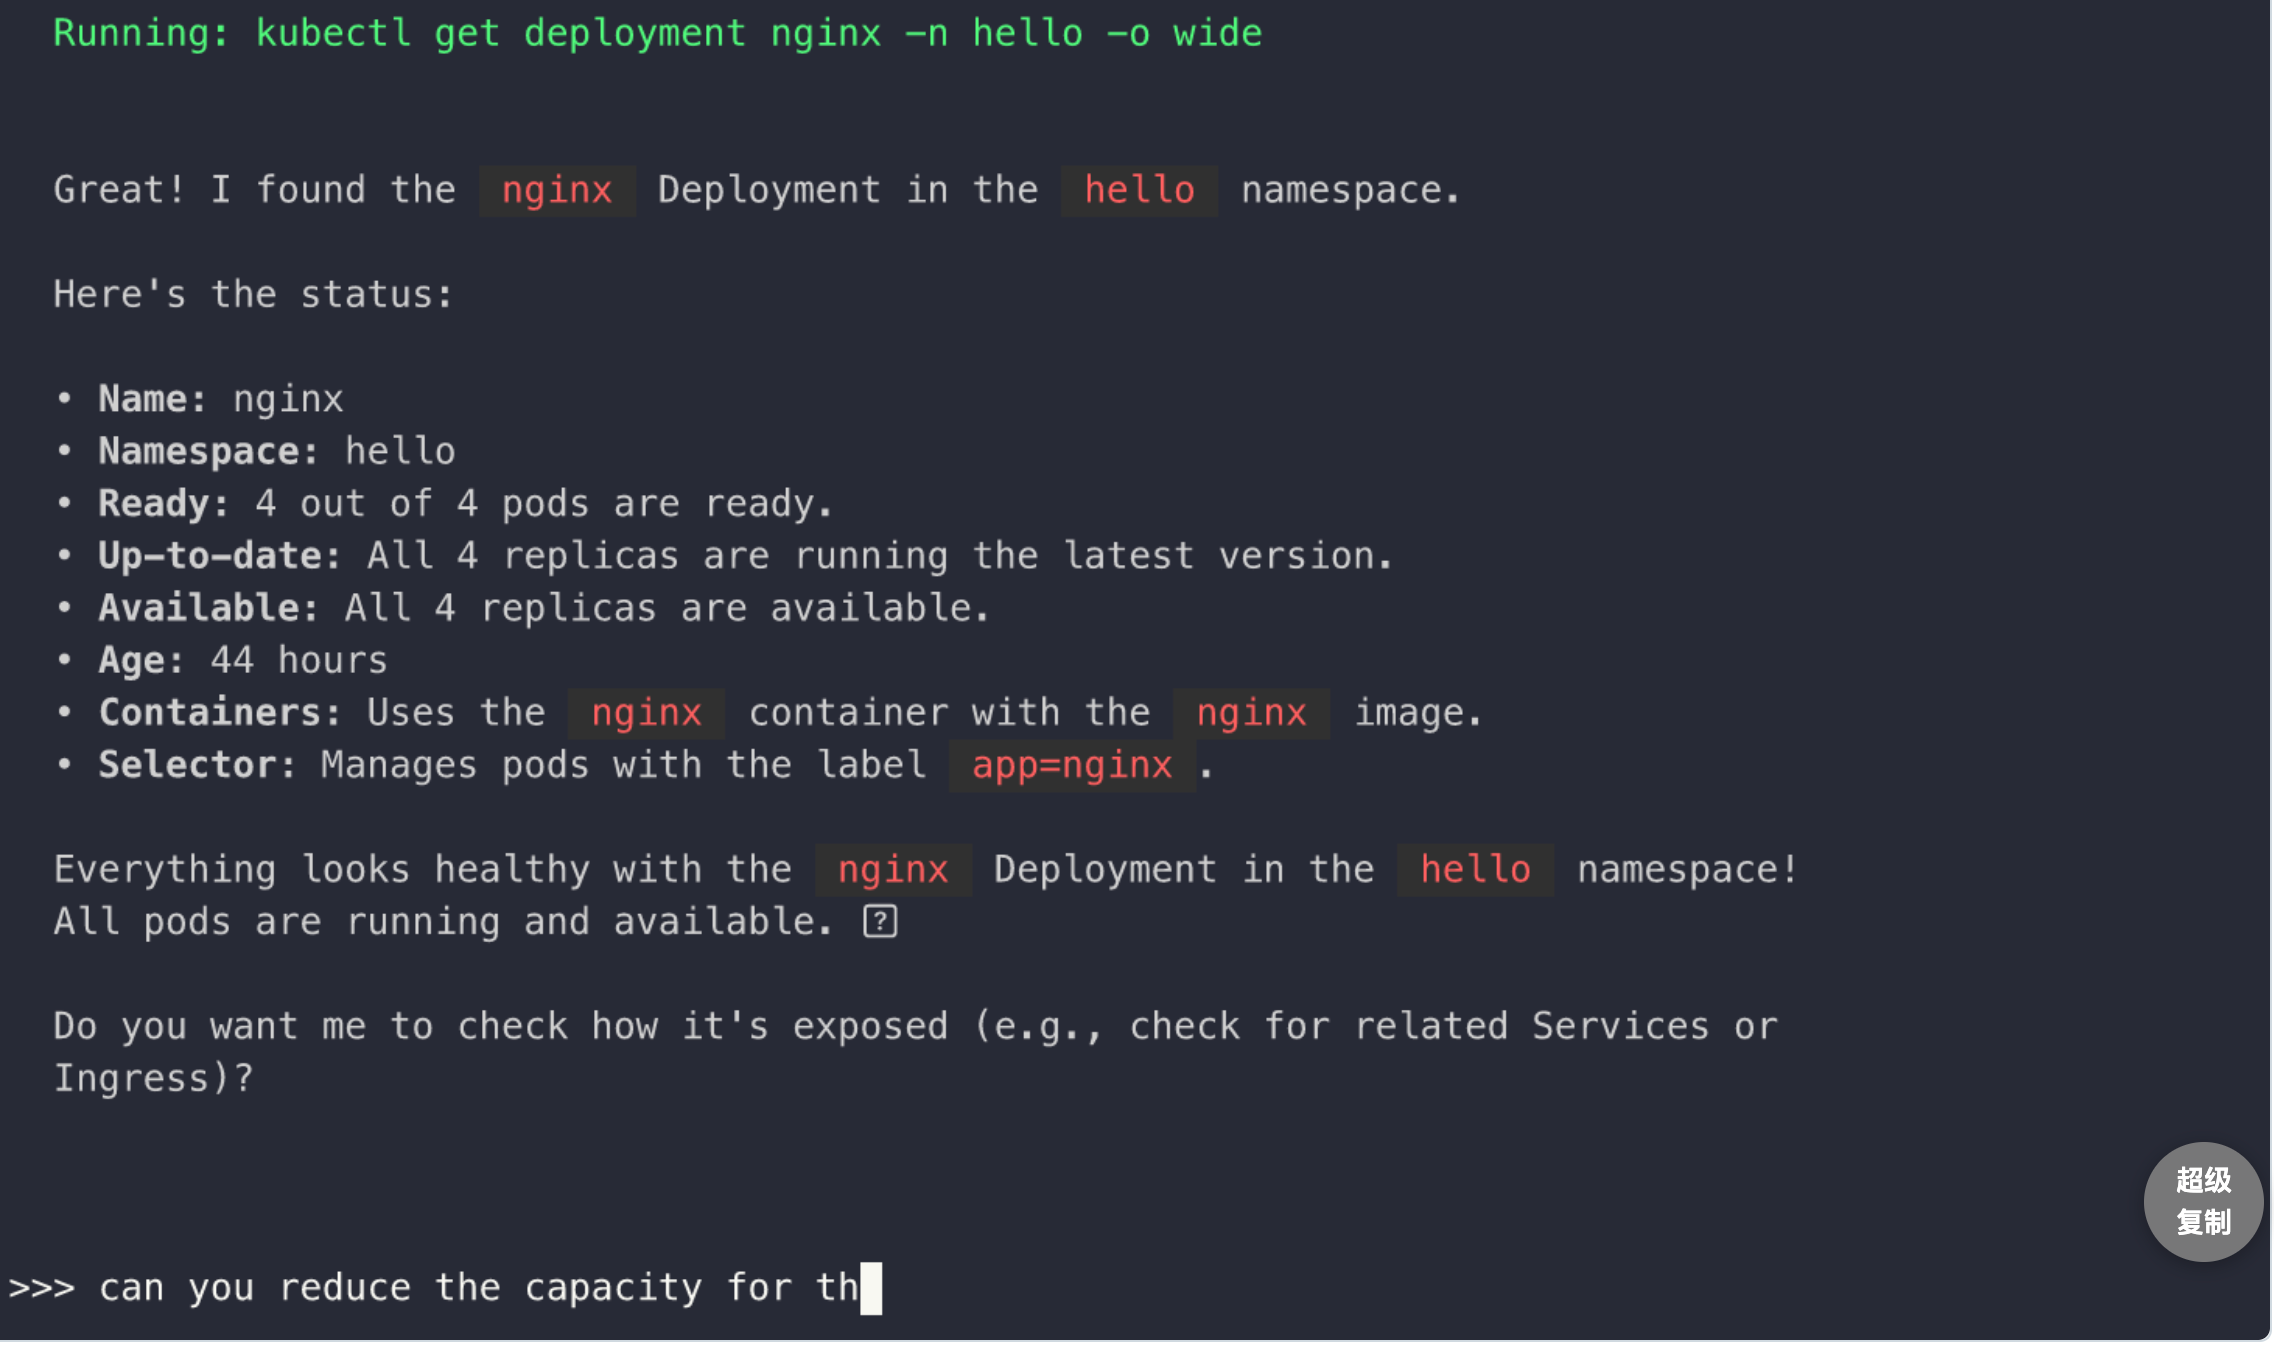 Running: kubectl get deployment nginx -n hello -o wide
Great! I found the nginx Deployment in the hello namespace.
Here's the status:
• Name: nginx
• Namespace: hello
• Ready: 4 out of 4 pods are ready.
• Up-to-date: All 4 replicas are running the latest version.
• Available: All 4 replicas are available.
• Age: 44 hours
• Containers: Uses the nginx container with the nginx image.
• Selector: Manages pods with the label app=nginx .
Everything looks healthy with the nginx Deployment in the hello namespace!
All pods are running and available. ⍰
Do you want me to check how it's exposed (e.g., check for related Services or
Ingress)?
超级
复制
>>> can you reduce the capacity for th